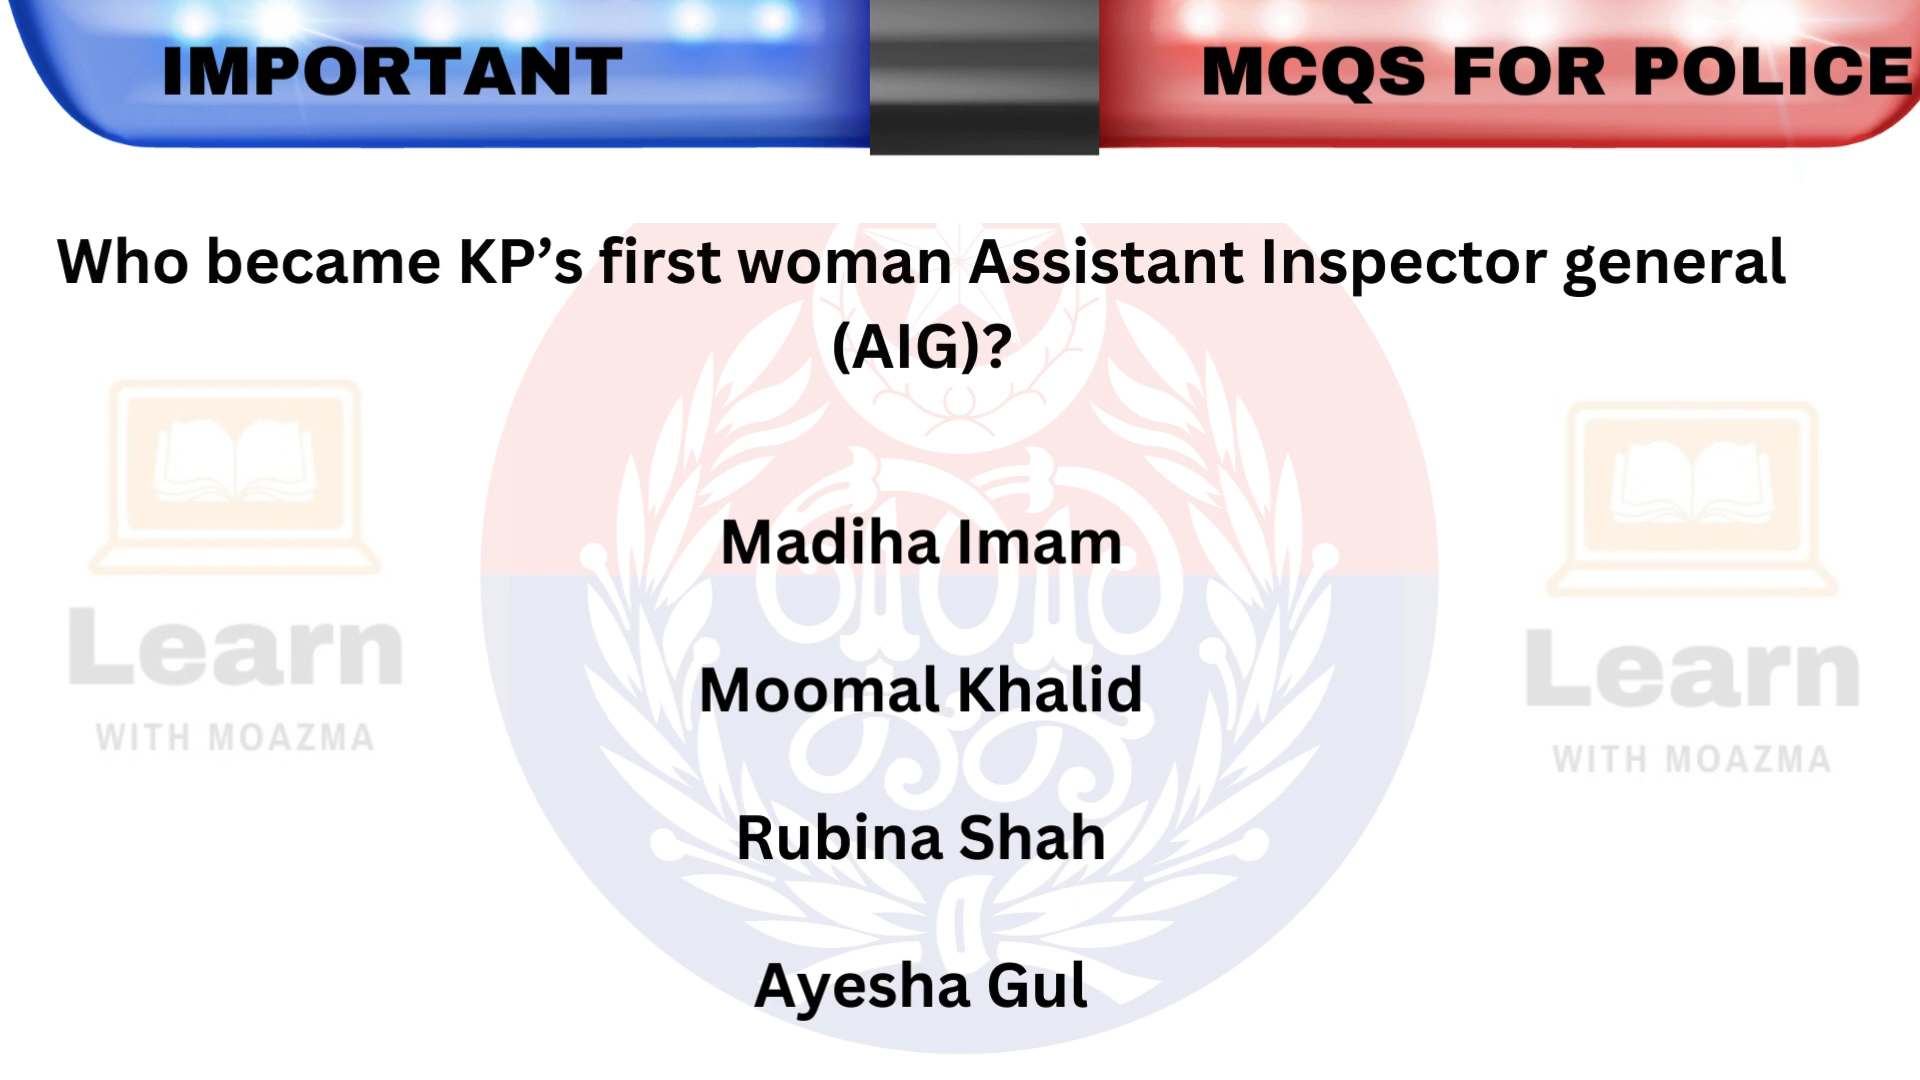 IMPORTANT
MCQS FOR POLICE
Who became KP’s first woman Assistant Inspector general
(AIG)?
Madiha Imam
Moomal Khalid
Rubina Shah
Ayesha Gul
Learn
WITH MOAZMA
Learn
WITH MOAZMA